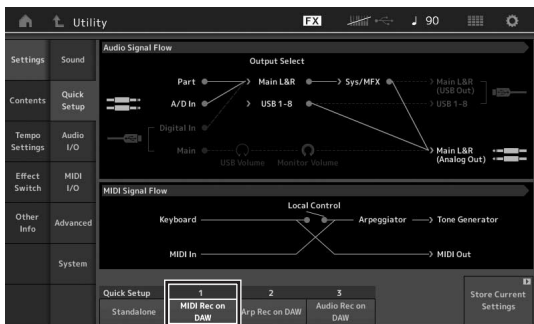 Utility
FX
90
Settings
Sound
Contents
Quick Setup
Tempo Settings
Audio I/O
Effect Switch
MIDI I/O
Other Info
Advanced
System
Audio Signal Flow
Output Select
Part
Main L&R
Sys/MFX
Main L&R (USB Out)
A/D In
USB 1-8
USB 1-8
Digital In
Main
USB Volume
Monitor Volume
Main L&R (Analog Out)
MIDI Signal Flow
Local Control
Keyboard
Arpeggiator
Tone Generator
MIDI In
MIDI Out
Quick Setup
1
2
3
Standalone
MIDI Rec on DAW
Arp Rec on DAW
Audio Rec on DAW
Store Current Settings